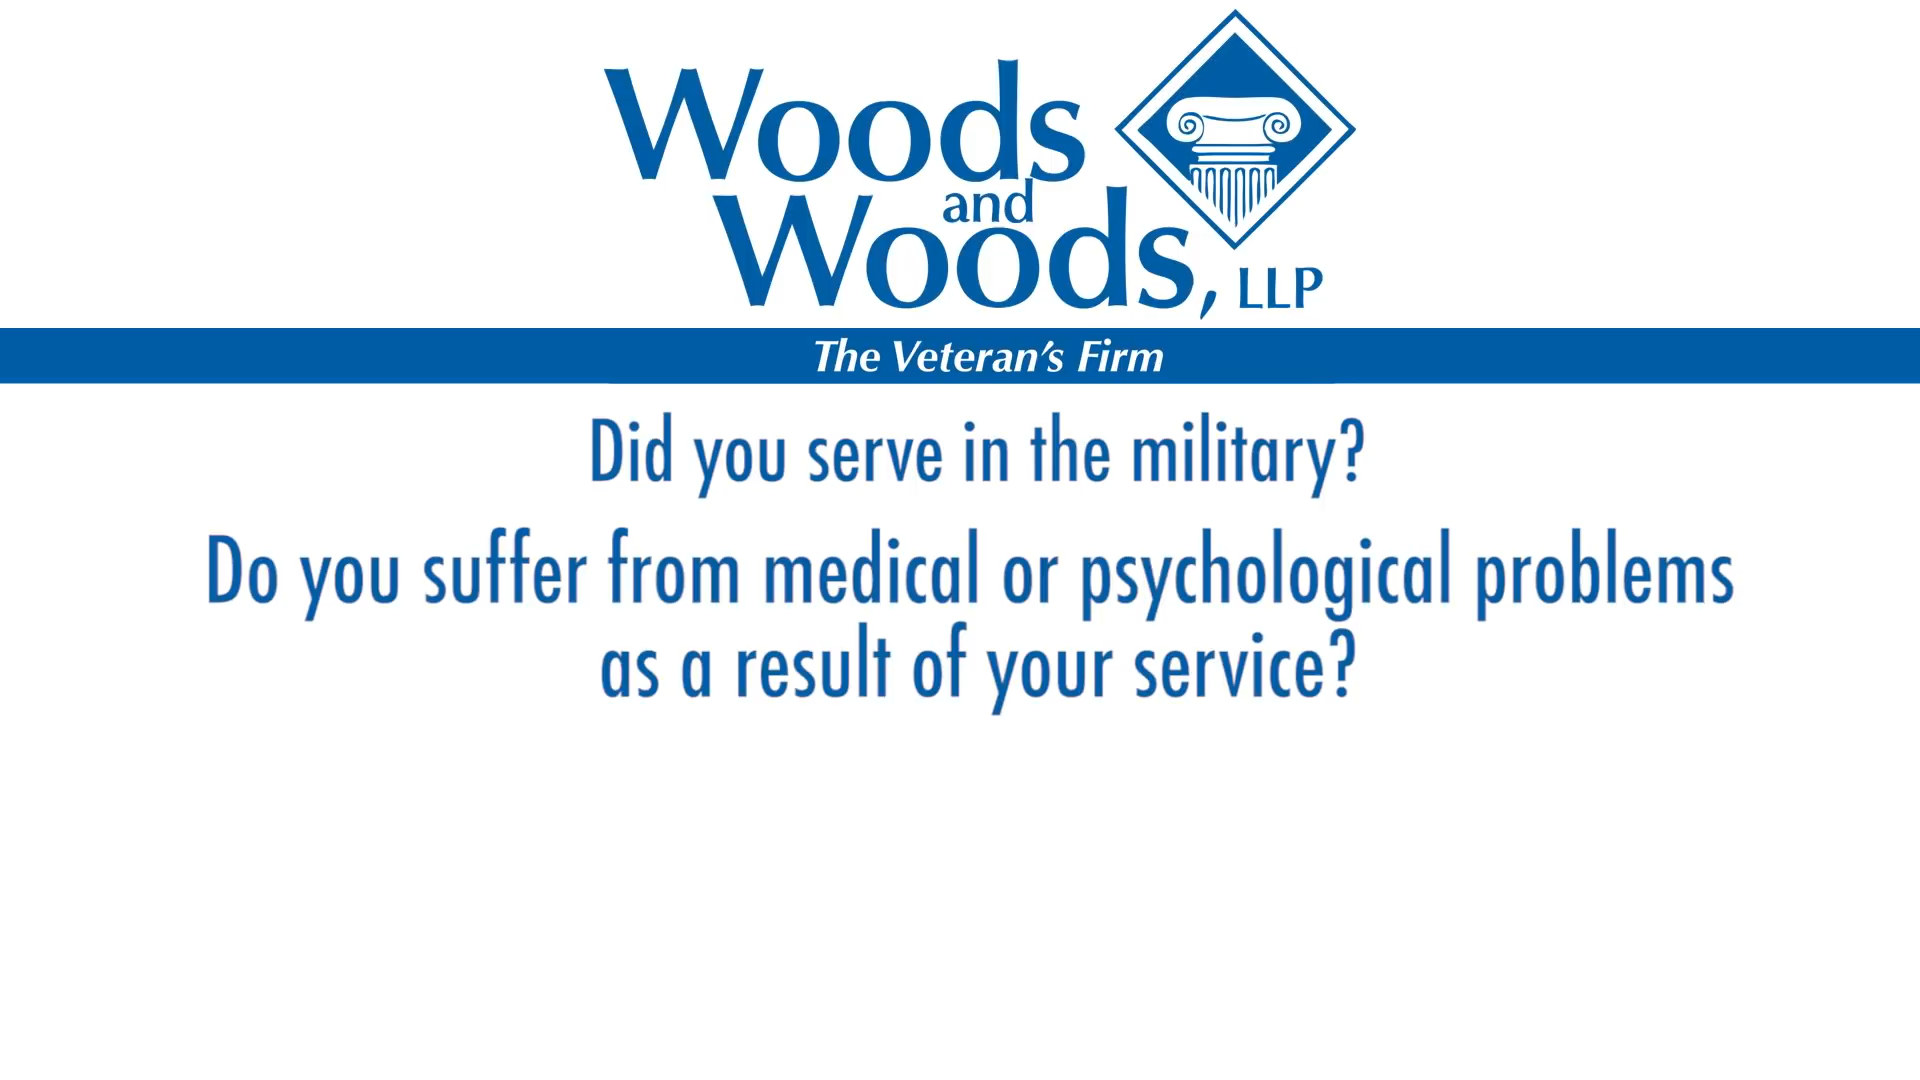 Woods
and
Woods, LLP
The Veteran's Firm
Did you serve in the military?
Do you suffer from medical or psychological problems
as a result of your service?